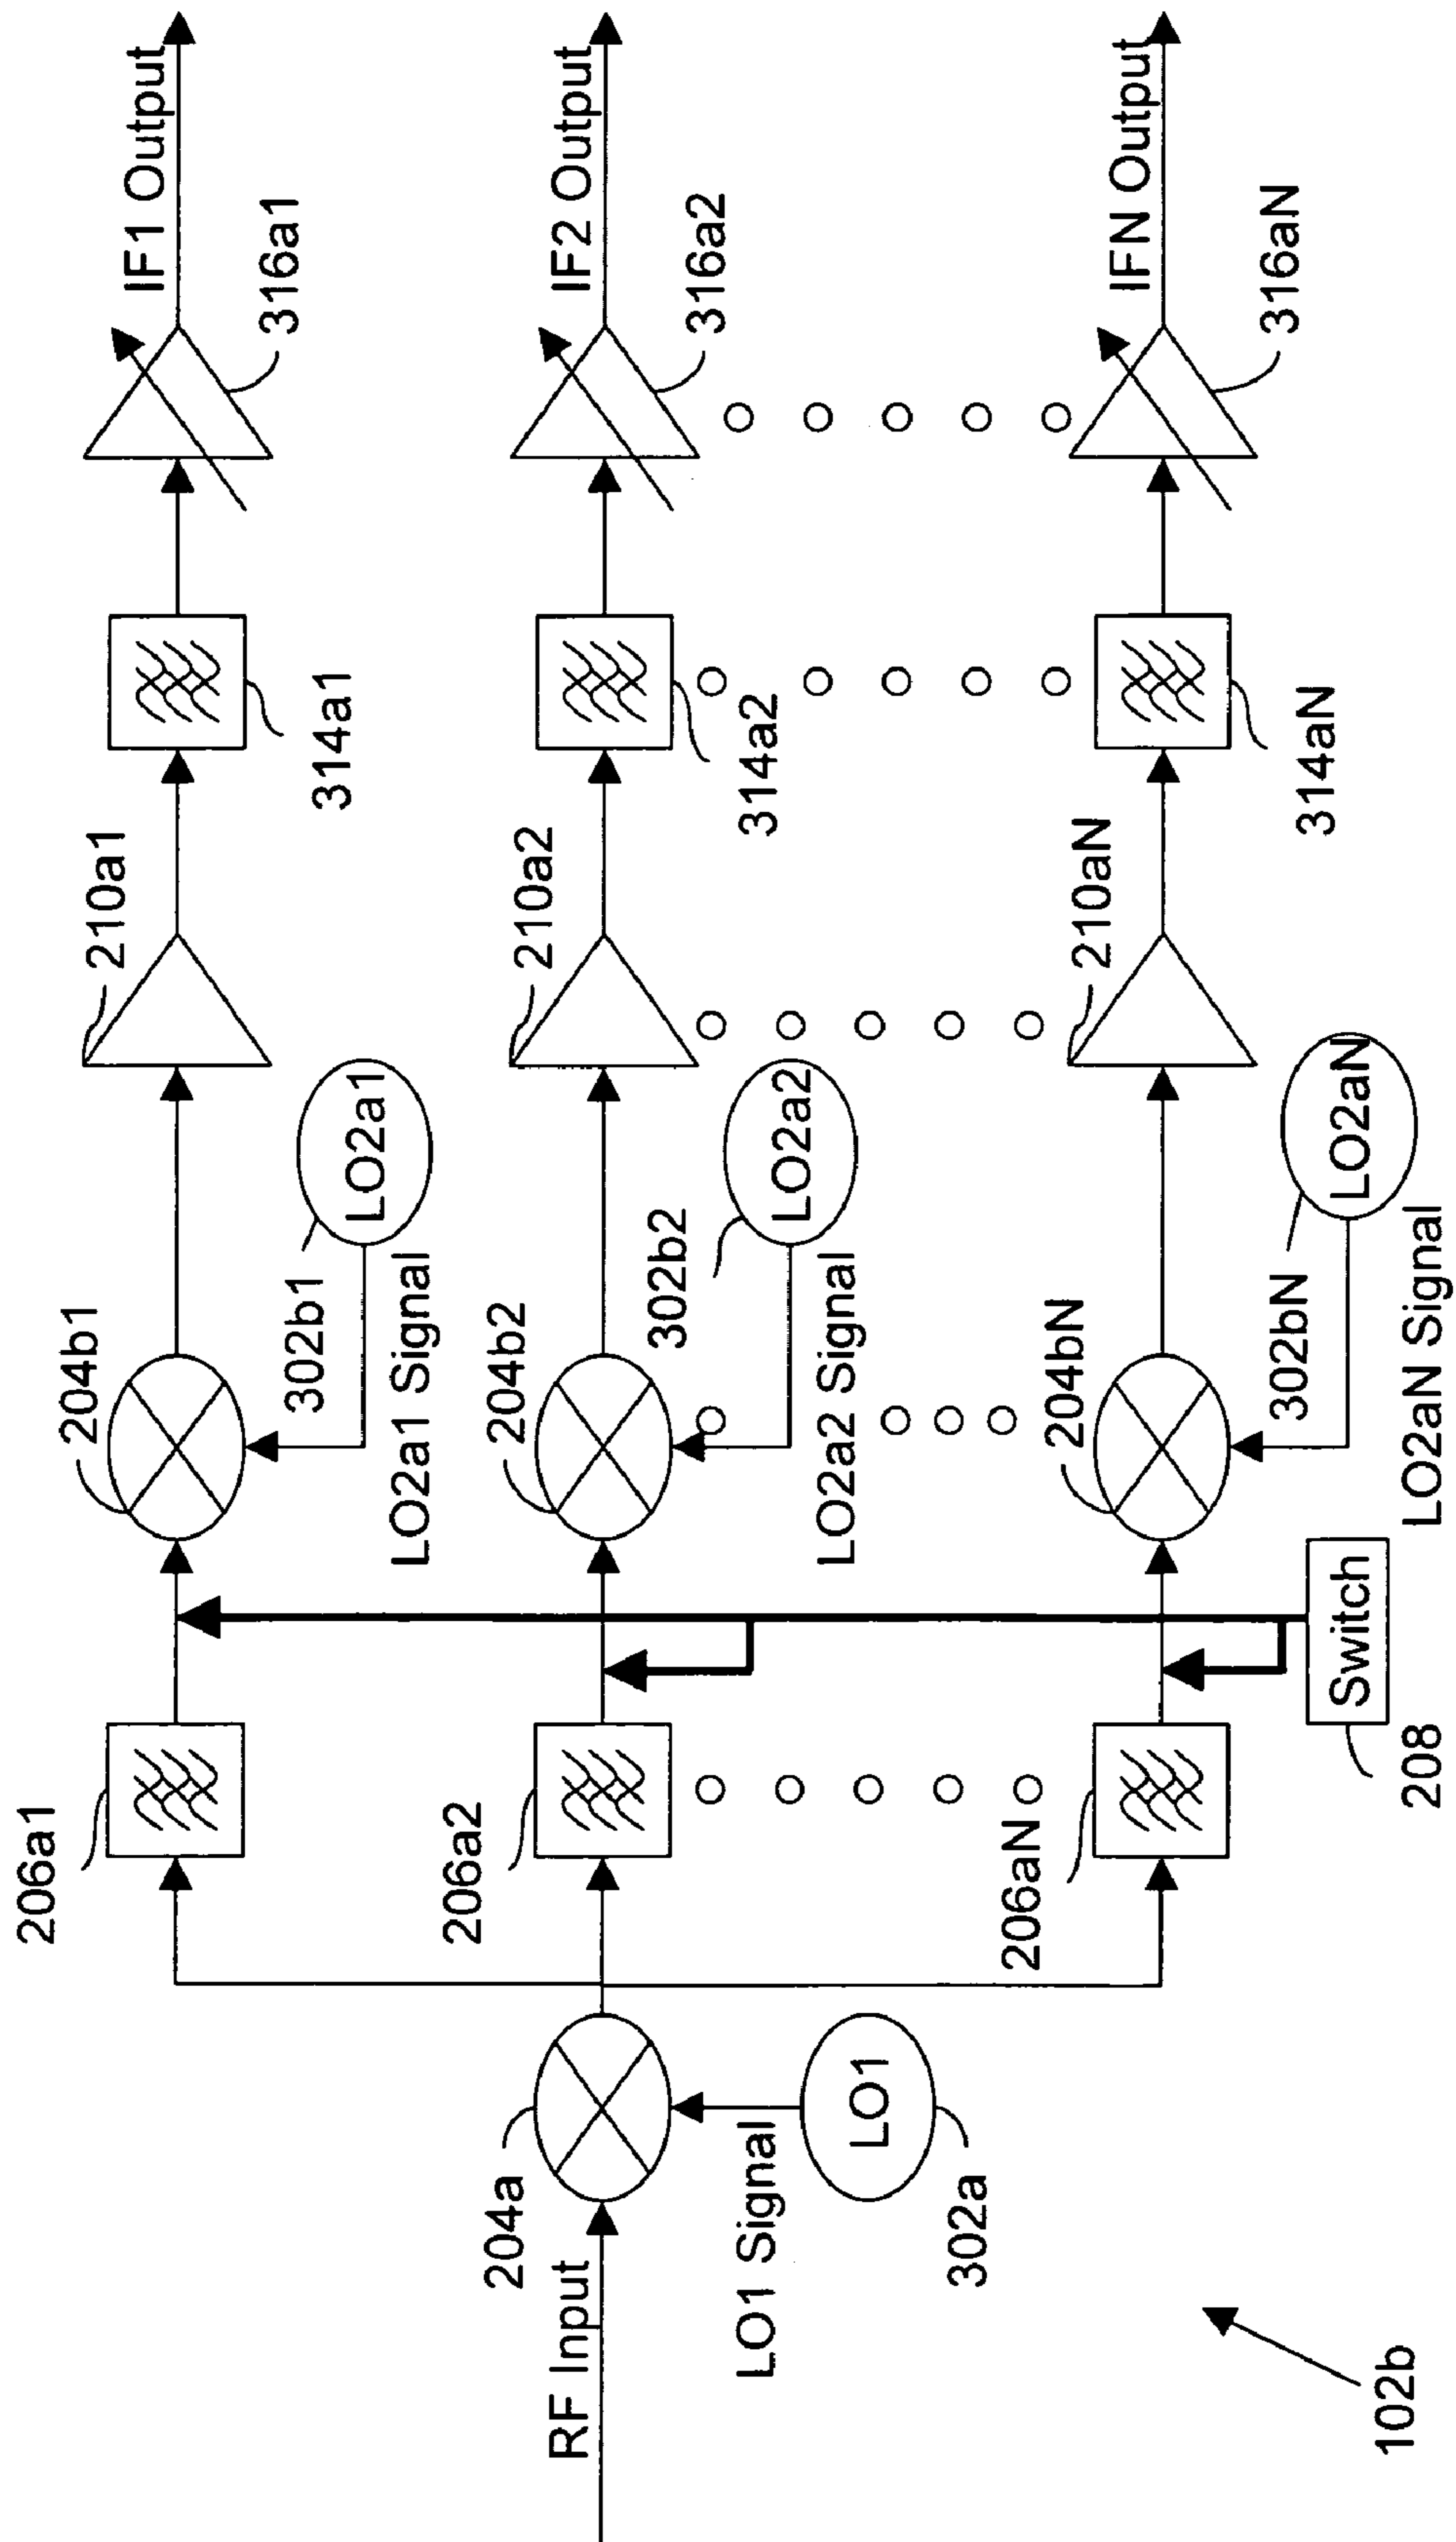 206a1
204b1
210a1
IF1 Output
316a1
314a1
302b1
LO2a1
LO2a1 Signal
206a2
204b2
210a2
IF2 Output
316a2
314a2
302b2
LO2a2
LO2a2 Signal
RF Input
204a
LO1 Signal
LO1
302a
206aN
204bN
210aN
IFN Output
316aN
314aN
302bN
LO2aN
LO2aN Signal
Switch
208
102b